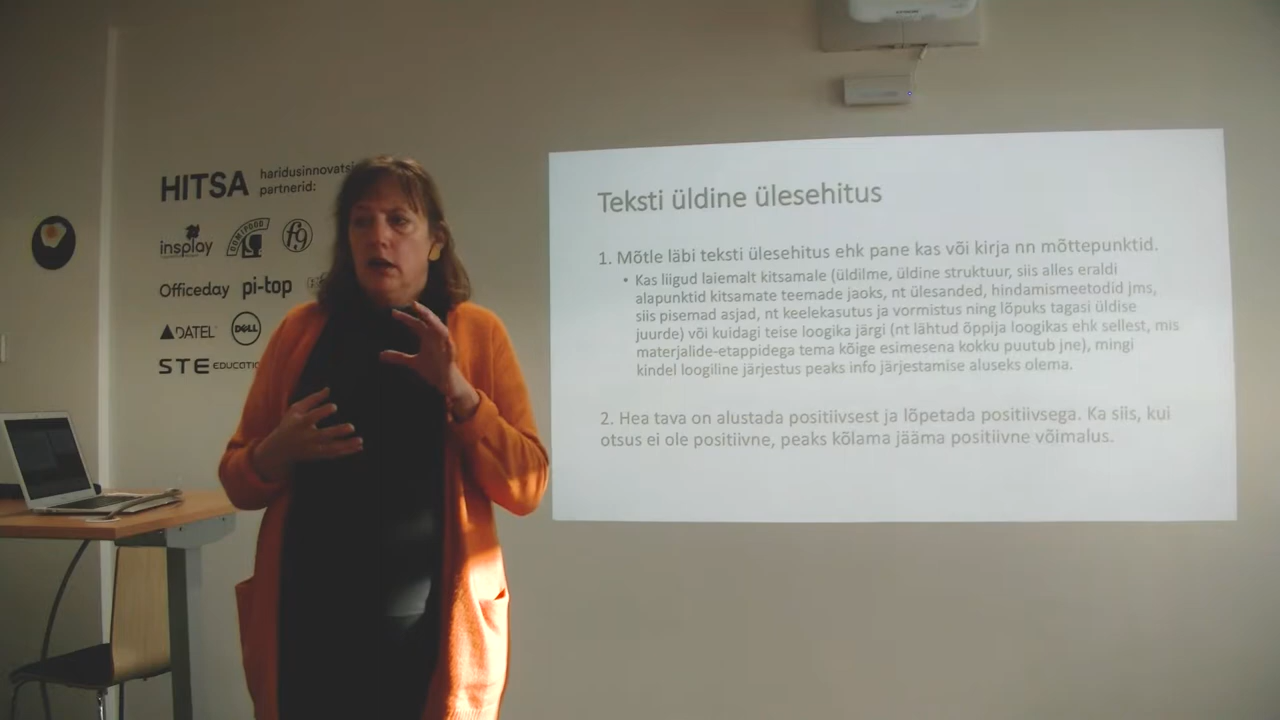 HITSA
haridusinnovatsi
partnerid:
insplay
f9
Officeday pi-top
DATEL DELL
STE EDUCATIO
Teksti üldine ülesehitus
1. Mõtle läbi teksti ülesehitus ehk pane kas või kirja nn mõttepunktid.
• Kas liigud laiemalt kitsamale (üldilme, üldine struktuur, siis alles eraldi
alapunktid kitsamate teemade jaoks, nt ülesanded, hindamismeetodid jms,
siis pisemad asjad, nt keelekasutus ja vormistus ning lõpuks tagasi üldise
juurde) või kuidagi teise loogika järgi (nt lähtud õppija loogikas ehk sellest, mis
materjalide-etappidega tema kõige esimesena kokku puutub jne), mingi
kindel loogiline järjestus peaks info järjestamise aluseks olema.
2. Hea tava on alustada positiivsest ja lõpetada positiivsega. Ka siis, kui
otsus ei ole positiivne, peaks kõlama jääma positiivne võimalus.